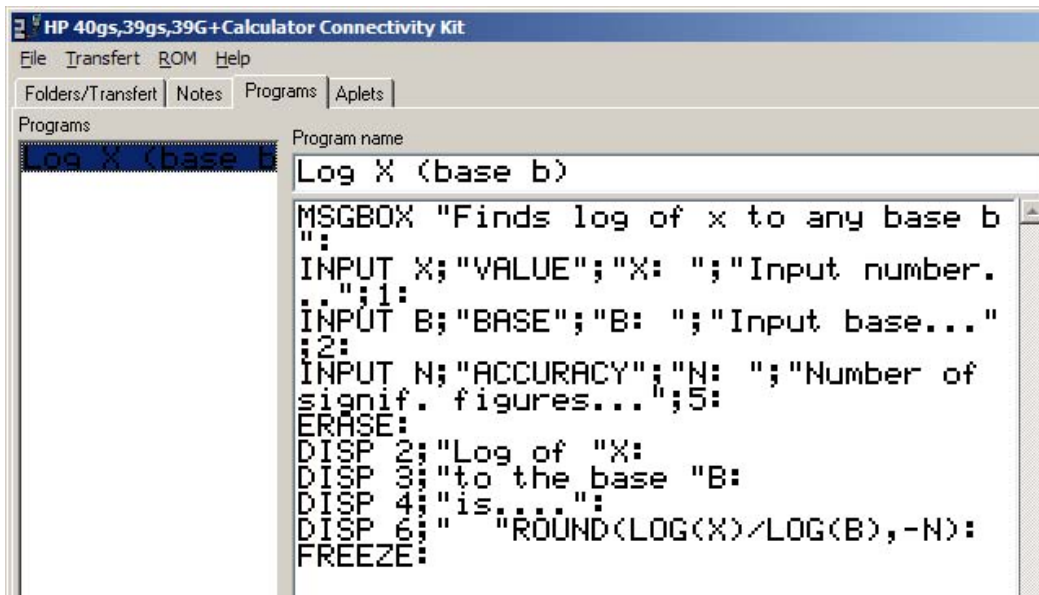 HP 40gs,39gs,39G+Calculator Connectivity Kit
File Transfert ROM Help
Folders/Transfert Notes Programs Aplets
Programs
Program name
Log X (base b
Log X (base b)
MSGBOX "Finds log of x to any base b
":
INPUT X;"VALUE";"X: ";"Input number.
..";1:
INPUT B;"BASE";"B: ";"Input base..."
;2:
INPUT N;"ACCURACY";"N: ";"Number of
signif. figures...";5:
ERASE:
DISP 2;"Log of "X:
DISP 3;"to the base "B:
DISP 4;"is....":
DISP 6;"  "ROUND(LOG(X)/LOG(B),-N):
FREEZE: